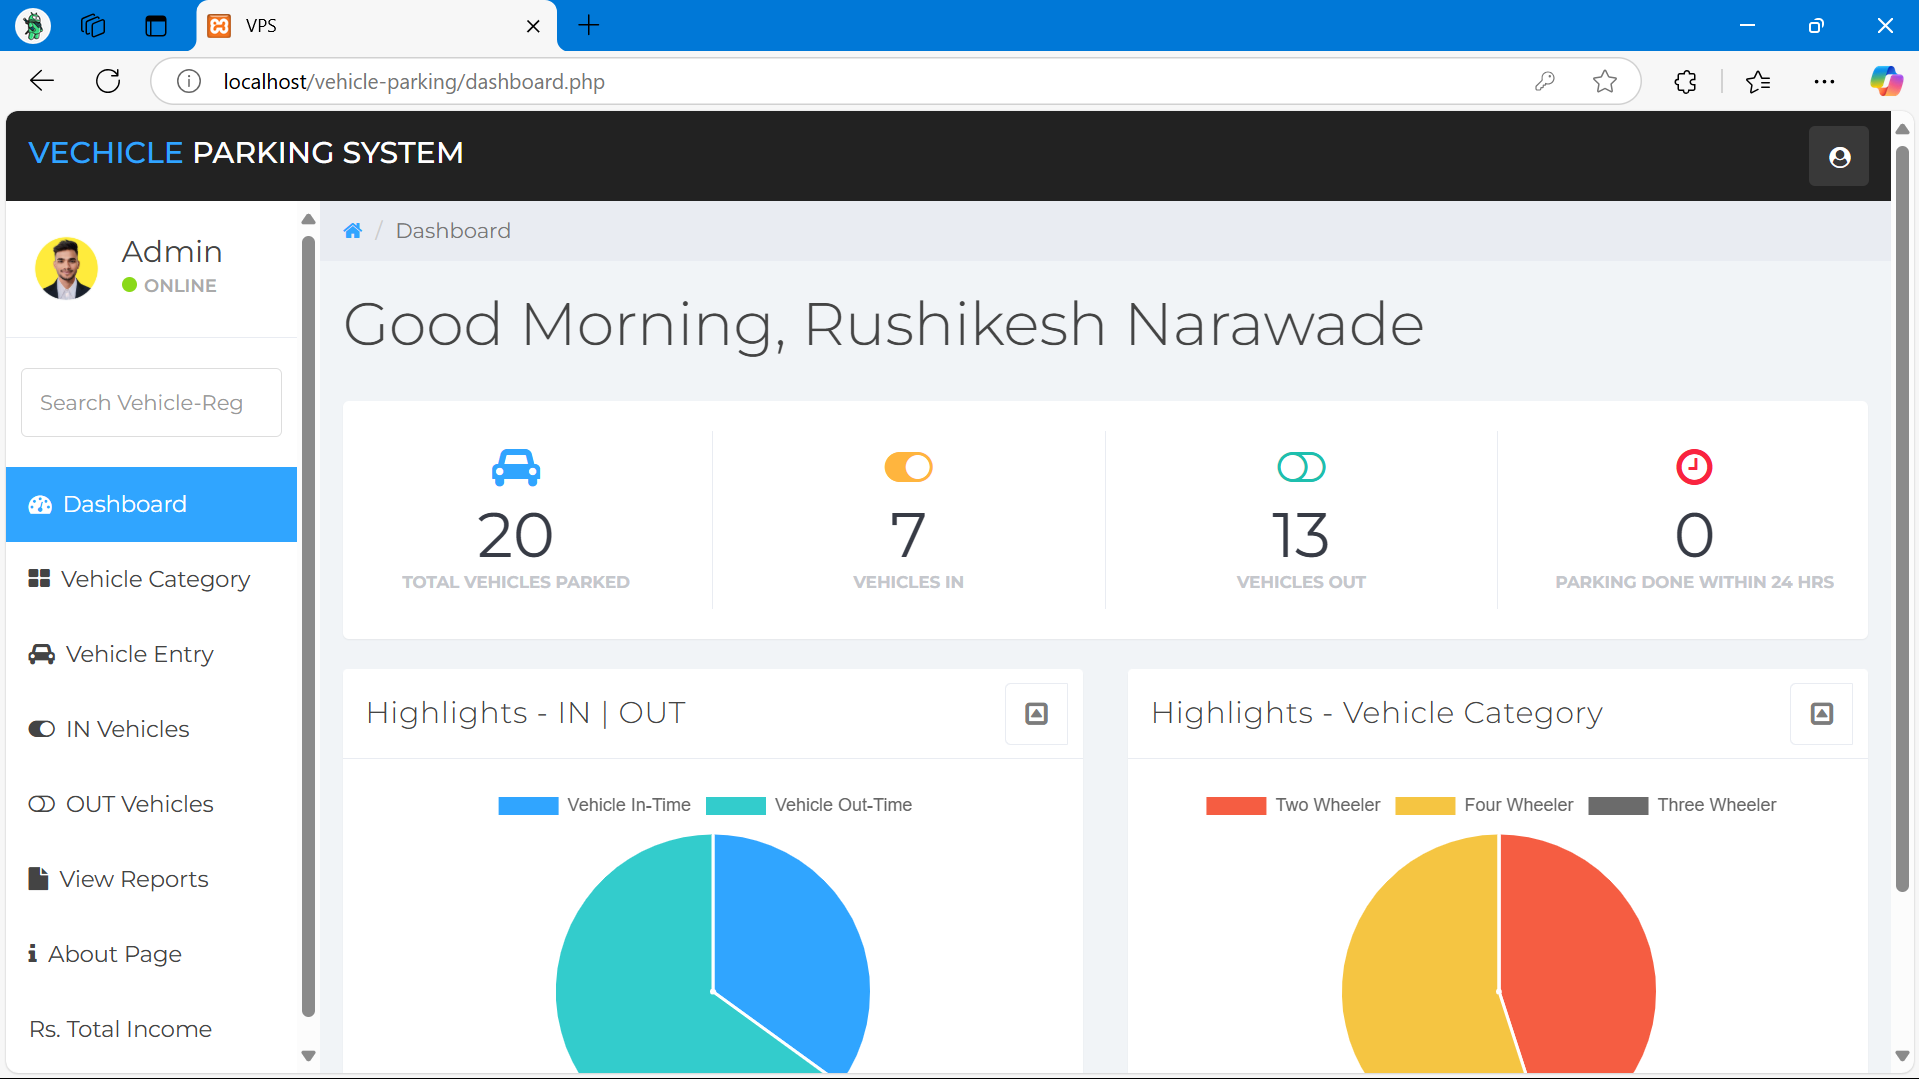 VPS
localhost/vehicle-parking/dashboard.php
VECHICLE PARKING SYSTEM
Admin
ONLINE
Search Vehicle-Reg
Dashboard
Vehicle Category
Vehicle Entry
IN Vehicles
OUT Vehicles
View Reports
About Page
Rs. Total Income
/ Dashboard
Good Morning, Rushikesh Narawade
20
TOTAL VEHICLES PARKED
7
VEHICLES IN
13
VEHICLES OUT
0
PARKING DONE WITHIN 24 HRS
Highlights - IN | OUT
Vehicle In-Time Vehicle Out-Time
Highlights - Vehicle Category
Two Wheeler Four Wheeler Three Wheeler